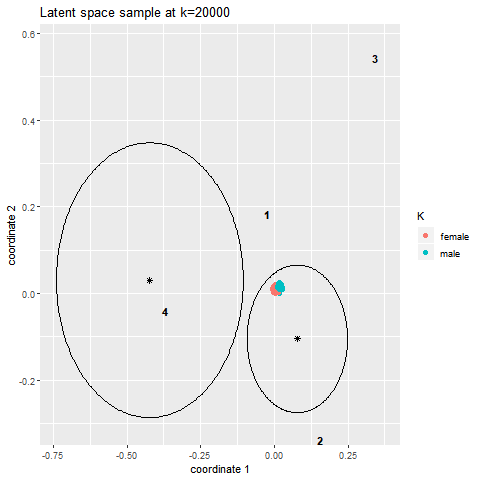 Latent space sample at k=20000
coordinate 2
0.6
0.4
0.2
0.0
-0.2
3
1
4
2
-0.75
-0.50
-0.25
0.00
0.25
coordinate 1
K
female
male